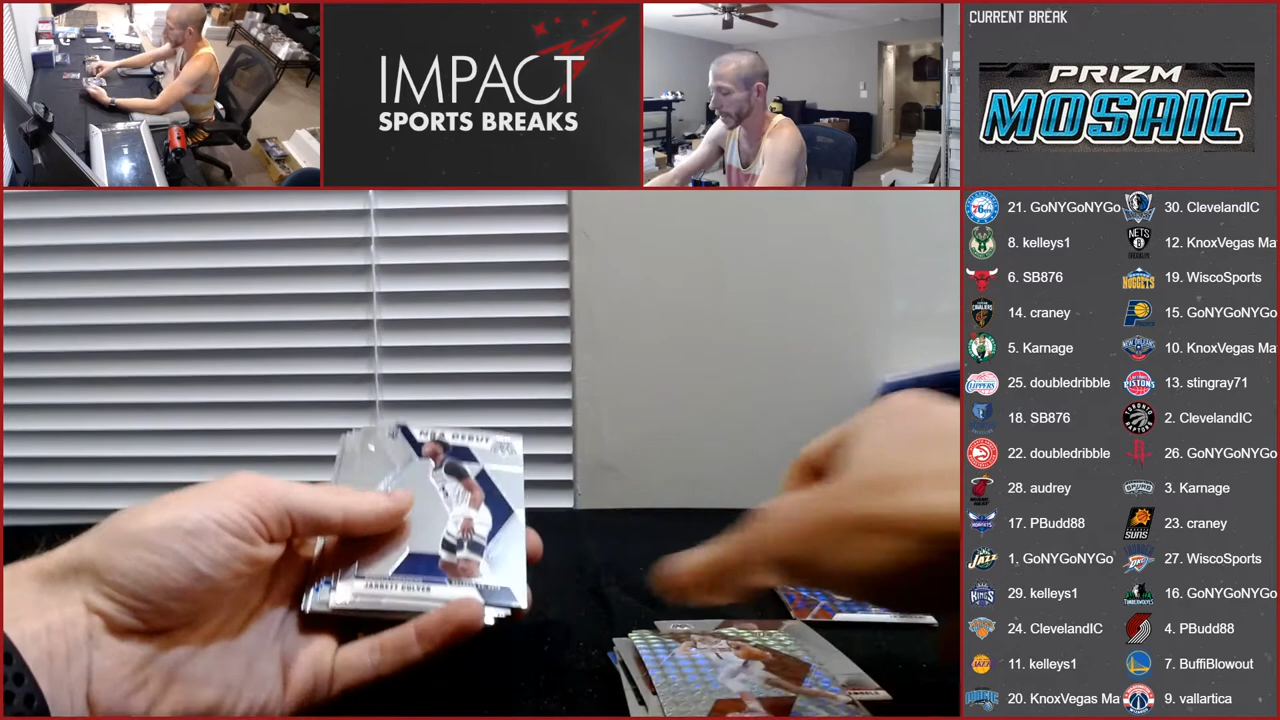 IMPACT
SPORTS BREAKS
CURRENT BREAK
PRIZM
MOSAIC
21. GoNYGoNYGo
30. ClevelandIC
8. kelleys1
12. KnoxVegas Ma
6. SB876
19. WiscoSports
14. craney
15. GoNYGoNYGo
5. Karnage
10. KnoxVegas Ma
25. doubledribble
13. stingray71
18. SB876
2. ClevelandIC
22. doubledribble
26. GoNYGoNYGo
28. audrey
3. Karnage
17. PBudd88
23. craney
1. GoNYGoNYGo
27. WiscoSports
29. kelleys1
16. GoNYGoNYGo
24. ClevelandIC
4. PBudd88
11. kelleys1
7. BuffiBlowout
20. KnoxVegas Ma
9. vallartica
NBA DEBUT
JARRETT CULVER
NETS